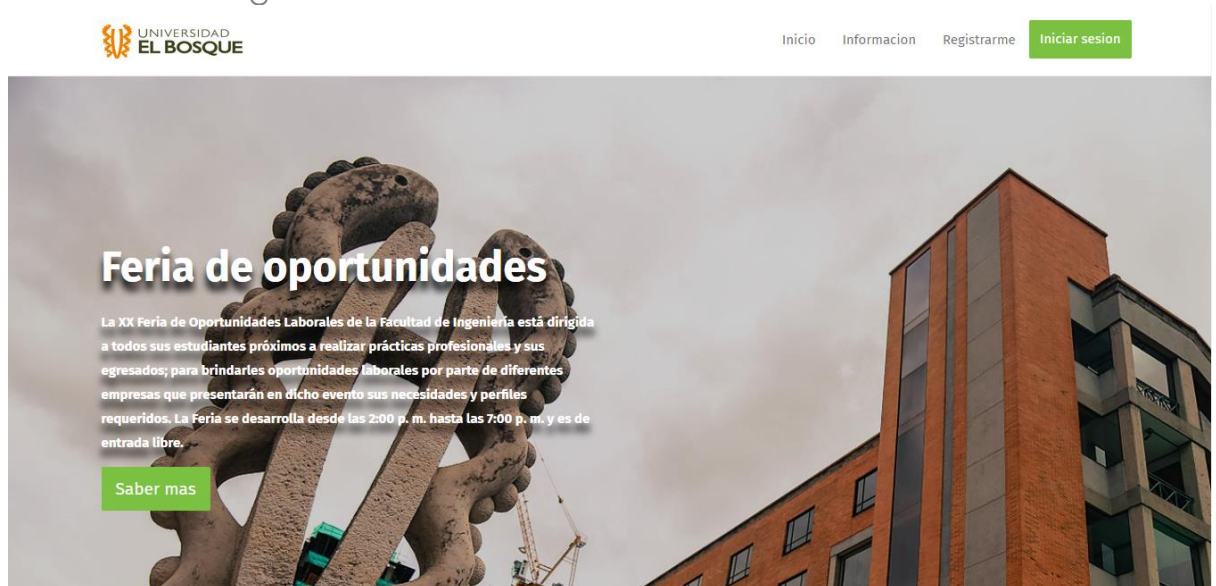 UNIVERSIDAD
EL BOSQUE
Inicio Informacion Registrarme Iniciar sesion
Feria de oportunidades
La XX Feria de Oportunidades Laborales de la Facultad de Ingeniería está dirigida
a todos sus estudiantes próximos a realizar prácticas profesionales y sus
egresados; para brindarles oportunidades laborales por parte de diferentes
empresas que presentarán en dicho evento sus necesidades y perfiles
requeridos. La Feria se desarrolla desde las 2:00 p. m. hasta las 7:00 p. m. y es de
entrada libre.
Saber mas